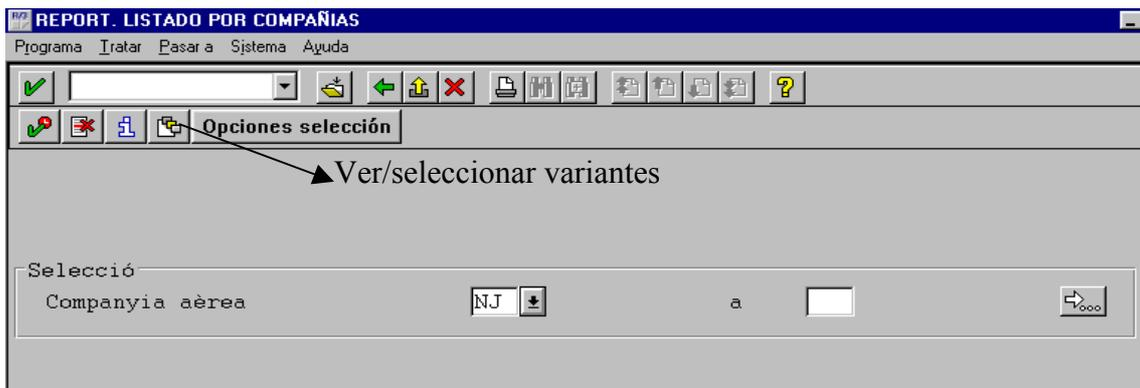 REPORT. LISTADO POR COMPAÑIAS
Programa Tratar Pasar a Sistema Ayuda
Opciones selección
Ver/seleccionar variantes
Selecció
Companyia aèrea NJ a